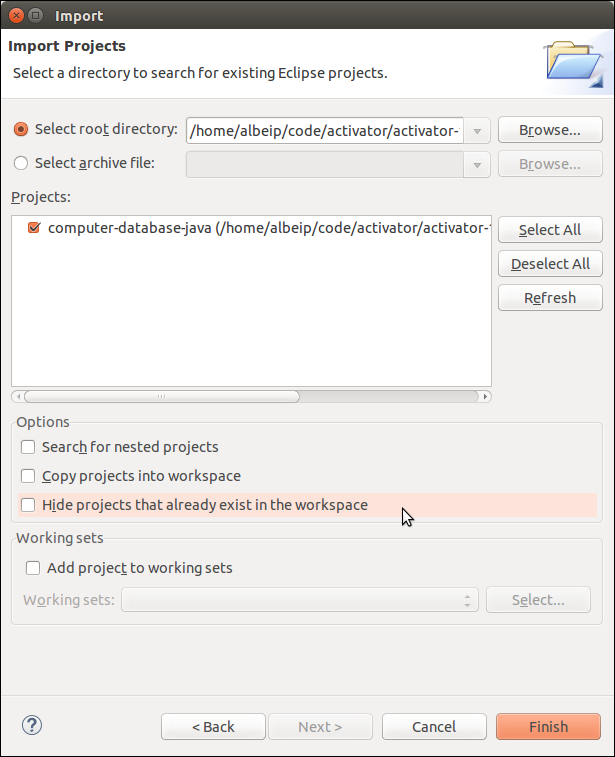 Import
Import Projects
Select a directory to search for existing Eclipse projects.
Select root directory: /home/albeip/code/activator/activator- Browse...
Select archive file: Browse...
Projects:
computer-database-java (/home/albeip/code/activator/activator-
Select All
Deselect All
Refresh
Options
Search for nested projects
Copy projects into workspace
Hide projects that already exist in the workspace
Working sets
Add project to working sets
Working sets: Select...
? < Back Next > Cancel Finish